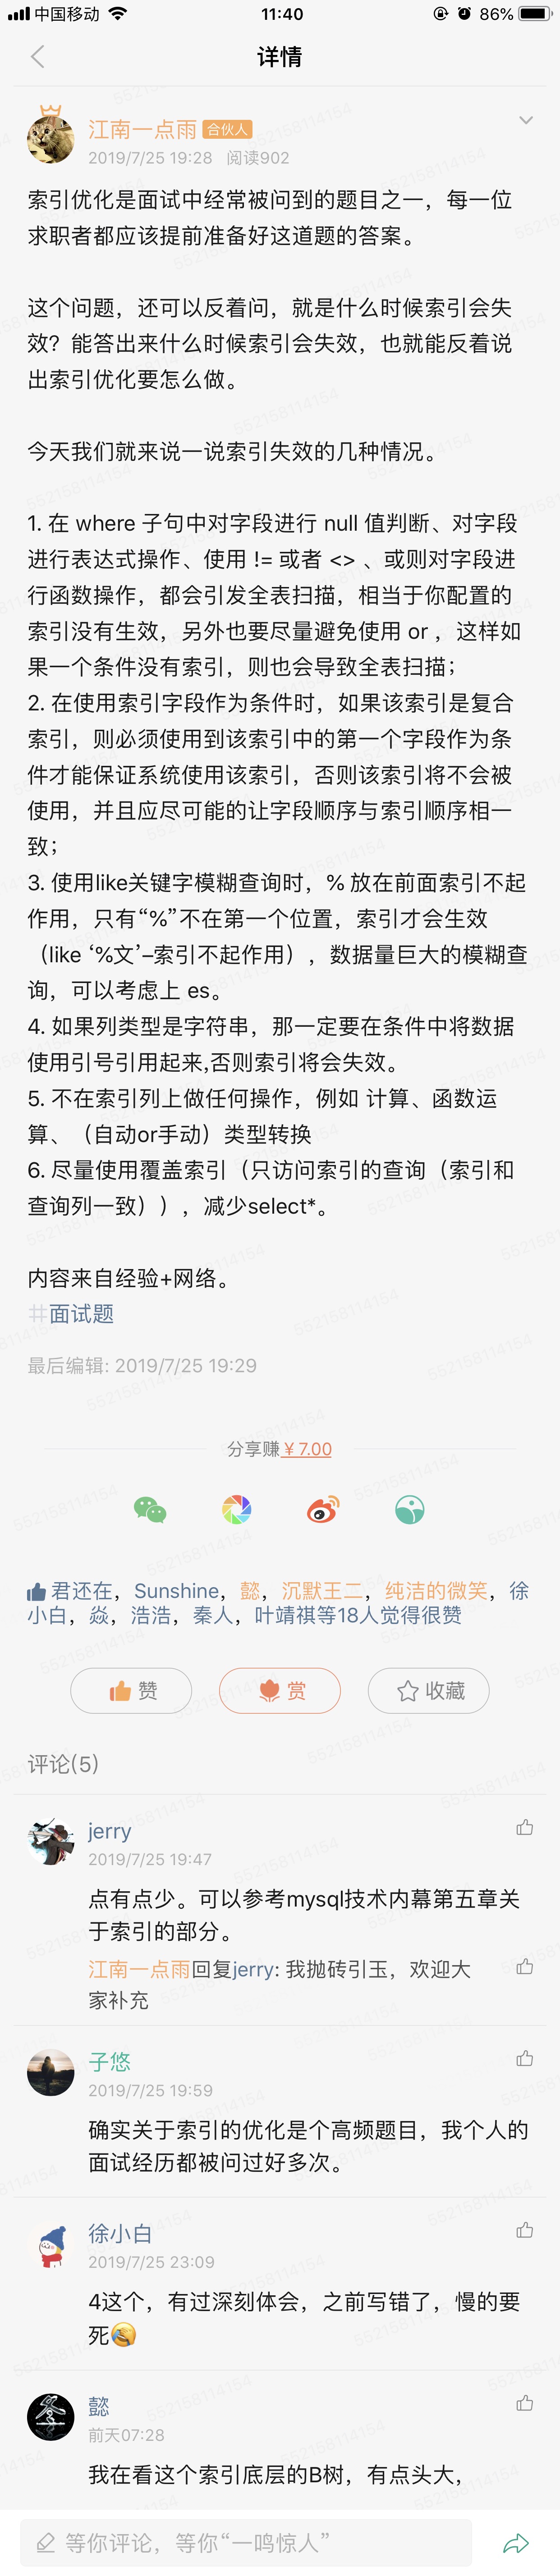 中国移动 11:40 86%
详情
江南一点雨 合伙人
2019/7/25 19:28 阅读902
索引优化是面试中经常被问到的题目之一，每一位
求职者都应该提前准备好这道题的答案。
这个问题，还可以反着问，就是什么时候索引会失
效？能答出来什么时候索引会失效，也就能反着说
出索引优化要怎么做。
今天我们就来说一说索引失效的几种情况。
1. 在 where 子句中对字段进行 null 值判断、对字段
进行表达式操作、使用 != 或者 <> 、或则对字段进
行函数操作，都会引发全表扫描，相当于你配置的
索引没有生效，另外也要尽量避免使用 or ，这样如
果一个条件没有索引，则也会导致全表扫描；
2. 在使用索引字段作为条件时，如果该索引是复合
索引，则必须使用到该索引中的第一个字段作为条
件才能保证系统使用该索引，否则该索引将不会被
使用，并且应尽可能的让字段顺序与索引顺序相一
致；
3. 使用like关键字模糊查询时，% 放在前面索引不起
作用，只有“%”不在第一个位置，索引才会生效
（like ‘%文’–索引不起作用），数据量巨大的模糊查
询，可以考虑上 es。
4. 如果列类型是字符串，那一定要在条件中将数据
使用引号引用起来,否则索引将会失效。
5. 不在索引列上做任何操作，例如 计算、函数运
算、（自动or手动）类型转换
6. 尽量使用覆盖索引（只访问索引的查询（索引和
查询列一致）），减少select*。
内容来自经验+网络。
#面试题
最后编辑: 2019/7/25 19:29
分享赚￥7.00
君还在，Sunshine，懿，沉默王二，纯洁的微笑，徐
小白，焱，浩浩，秦人，叶靖祺等18人觉得很赞
赞 赏 收藏
评论(5)
jerry
2019/7/25 19:47
点有点少。可以参考mysql技术内幕第五章关
于索引的部分。
江南一点雨回复jerry: 我抛砖引玉，欢迎大
家补充
子悠
2019/7/25 19:59
确实关于索引的优化是个高频题目，我个人的
面试经历都被问过好多次。
徐小白
2019/7/25 23:09
4这个，有过深刻体会，之前写错了，慢的要
死😂
懿
前天07:28
我在看这个索引底层的B树，有点头大，
等你评论，等你“一鸣惊人”
552158114154